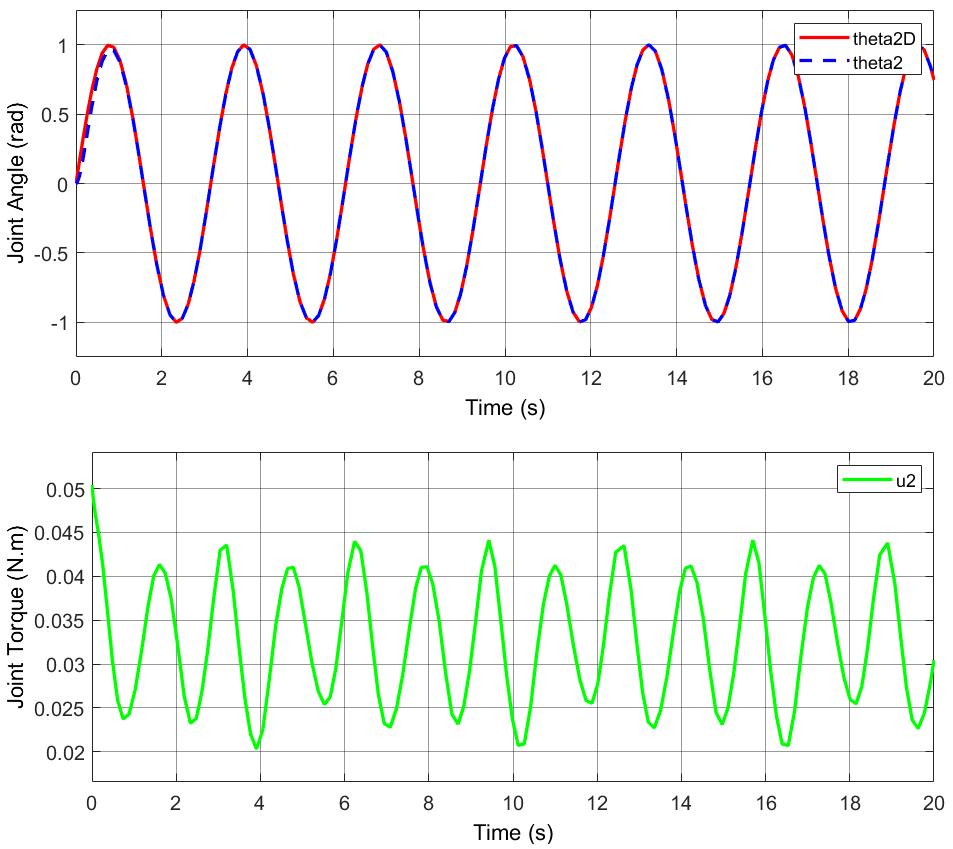 1
0.5
0
-0.5
-1
Joint Angle (rad)
theta2D
theta2
0 2 4 6 8 10 12 14 16 18 20
Time (s)
0.05
0.045
0.04
0.035
0.03
0.025
0.02
Joint Torque (N.m)
u2
0 2 4 6 8 10 12 14 16 18 20
Time (s)